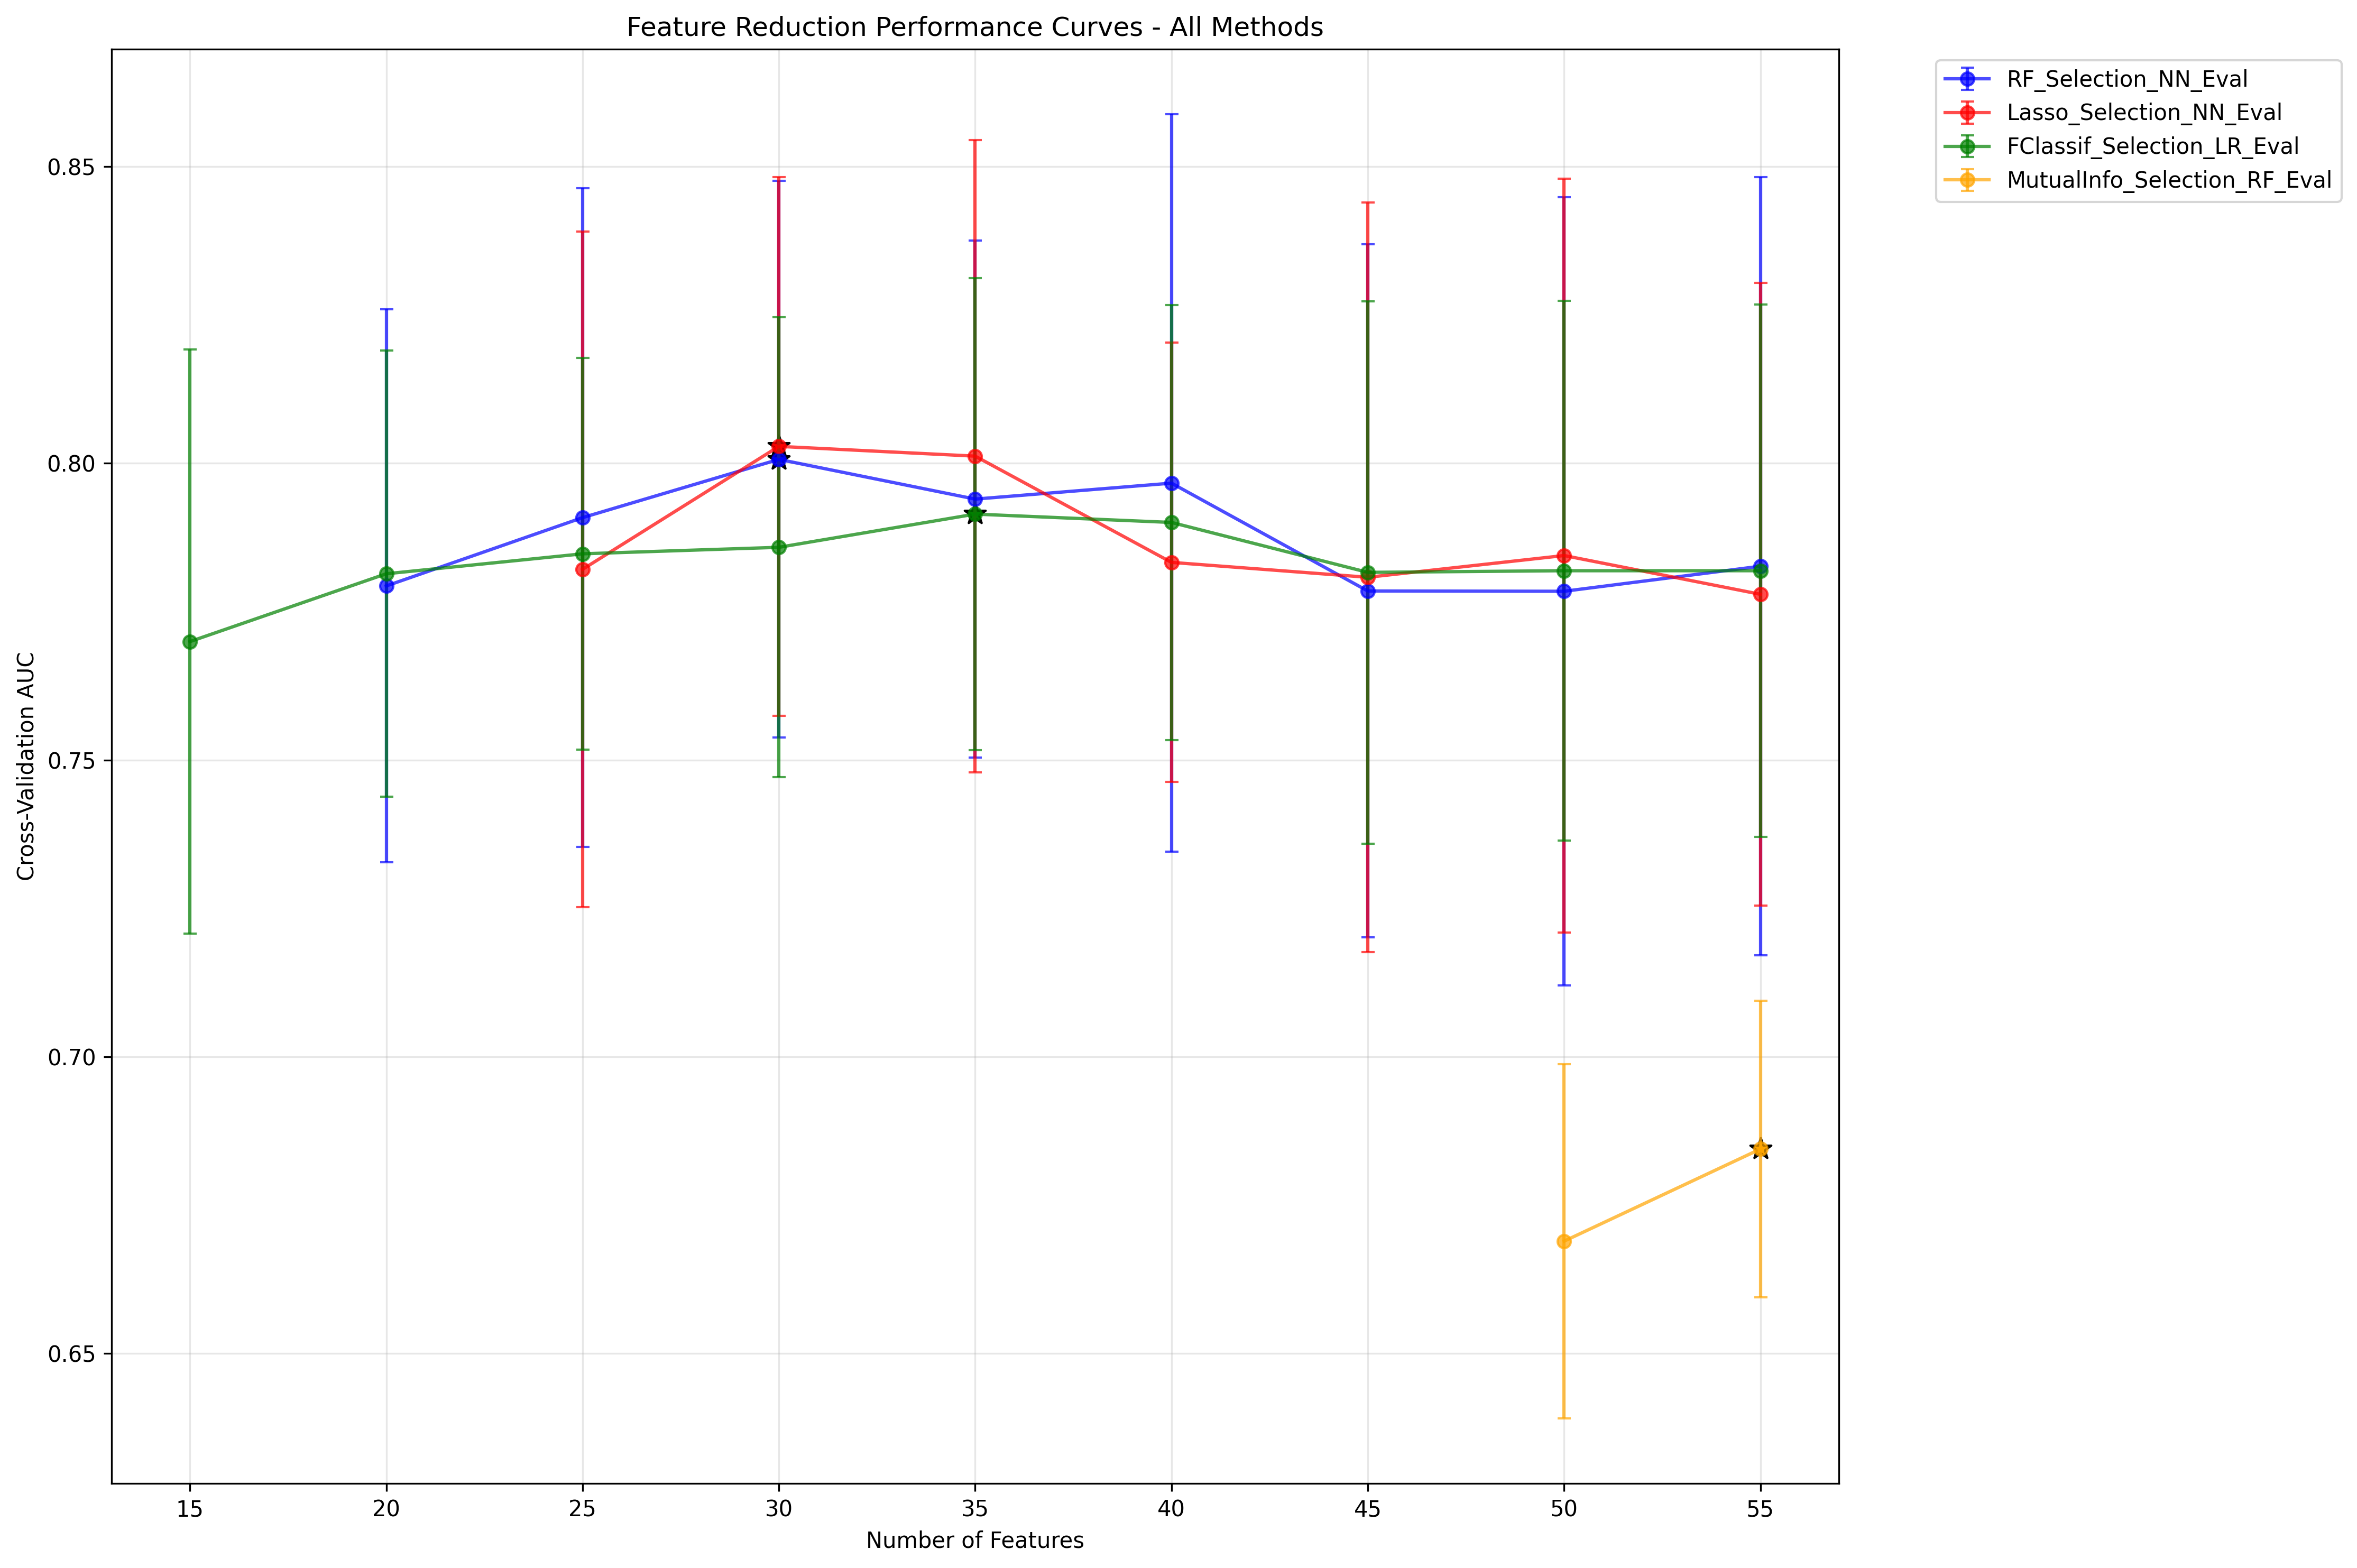 Feature Reduction Performance Curves - All Methods
RF_Selection_NN_Eval
Lasso_Selection_NN_Eval
FClassif_Selection_LR_Eval
MutualInfo_Selection_RF_Eval
Cross-Validation AUC
0.85
0.80
0.75
0.70
0.65
15 20 25 30 35 40 45 50 55
Number of Features